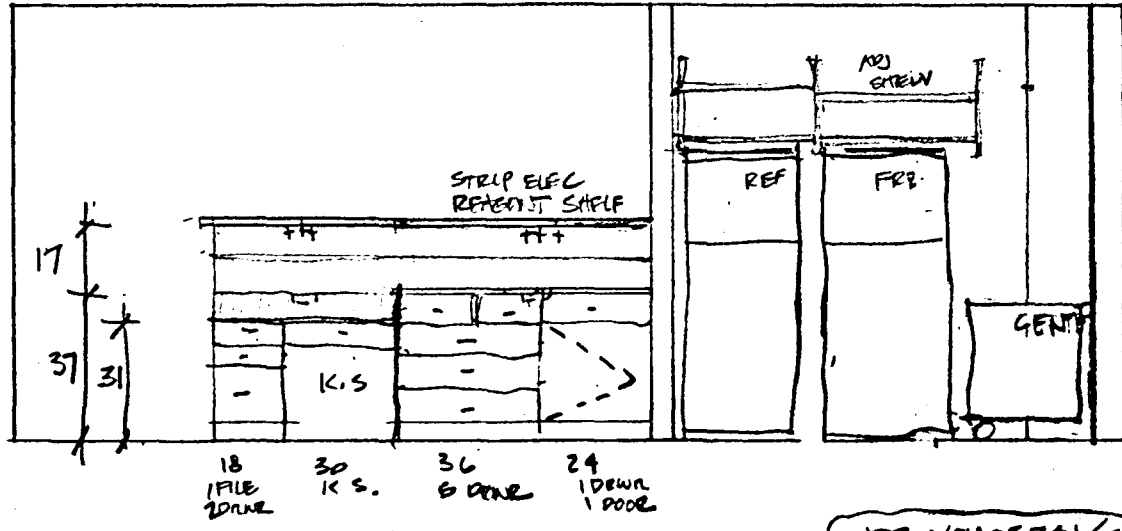 ADJ
SHELV
STRIP ELEC
REAGENT SHELF
REF
FRZ.
17
37
31
K.S
GENT
18
1 FILE
2 DRWR
30
K S.
36
5 DRWR
24
1 DRWR
1 DOOR